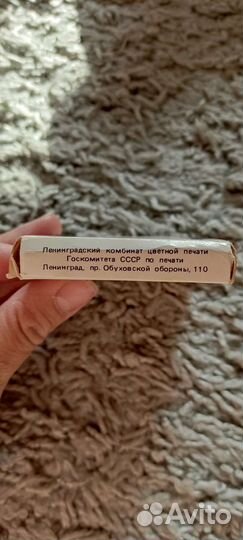 Ленинградский комбинат цветной печати
Госкомитета СССР по печати
Ленинград, пр. Обуховской обороны, 110
Avito